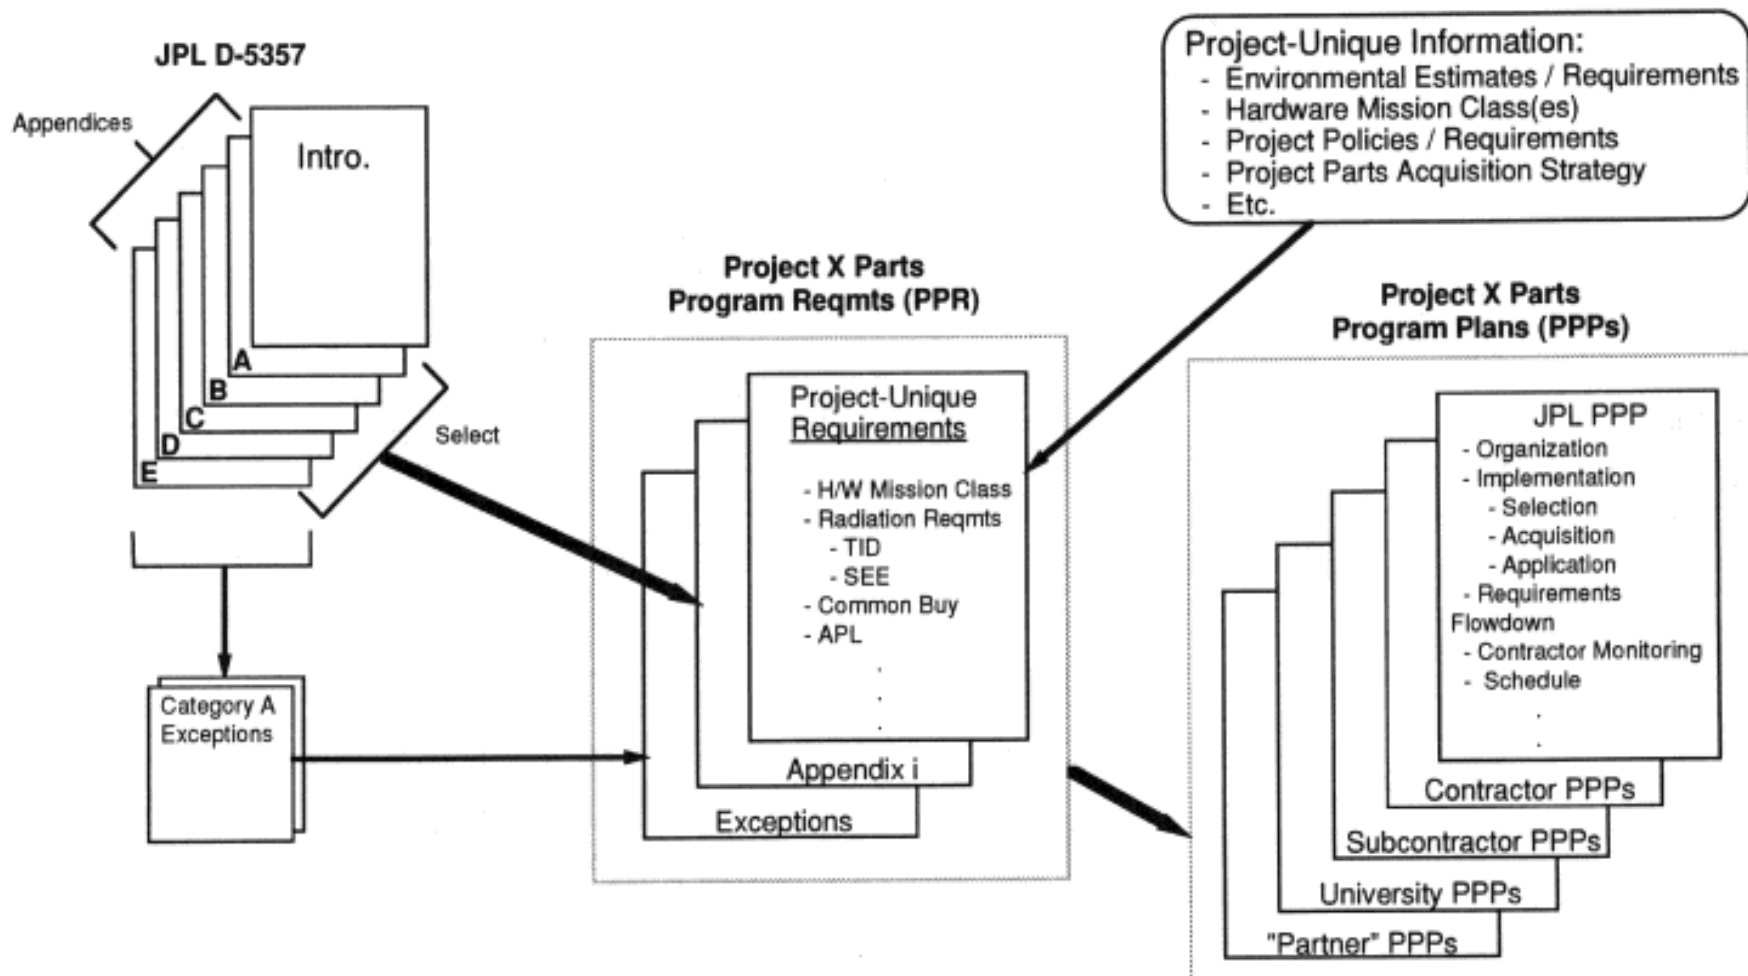 JPL D-5357
Appendices
Intro.
A
B
C
D
E
Select
Category A
Exceptions
Project-Unique Information:
- Environmental Estimates / Requirements
- Hardware Mission Class(es)
- Project Policies / Requirements
- Project Parts Acquisition Strategy
- Etc.
Project X Parts
Program Reqmts (PPR)
Project-Unique
Requirements
- H/W Mission Class
- Radiation Reqmts
- TID
- SEE
- Common Buy
- APL
.
.
.
Appendix i
Exceptions
Project X Parts
Program Plans (PPPs)
JPL PPP
- Organization
- Implementation
- Selection
- Acquisition
- Application
- Requirements
Flowdown
- Contractor Monitoring
- Schedule
.
.
Contractor PPPs
Subcontractor PPPs
University PPPs
"Partner" PPPs